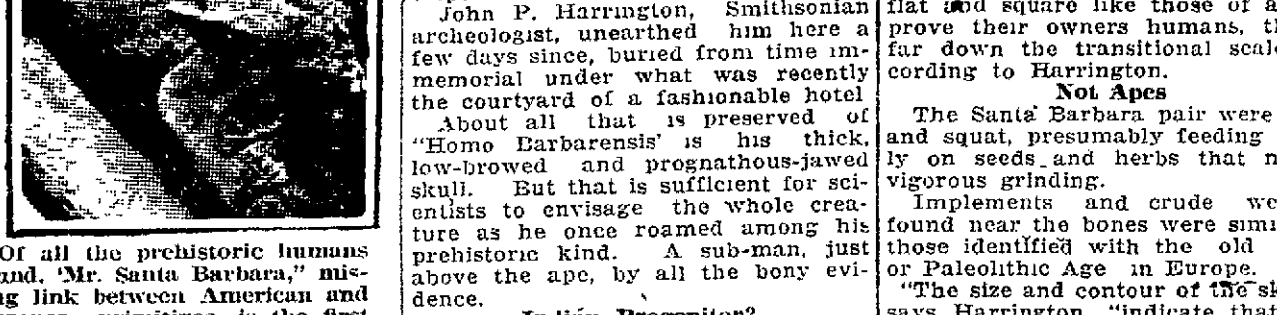 Of all the prehistoric humans
"Mr. Santa Barbara," mis-
link between American and
is the first
John P. Harrington, Smithsonian
archeologist, unearthed him here a
few days since, buried from time im-
memorial under what was recently
the courtyard of a fashionable hotel
About all that is preserved of
"Homo Barbarensis' is his thick,
low-browed and prognathous-jawed
skull. But that is sufficient for sci-
entists to envisage the whole crea-
ture as he once roamed among his
prehistoric kind. A sub-man, just
above the ape, by all the bony evi-
dence.
Progenitor?
flat and square like those of
prove their owners humans,
far down the transitional
cording to Harrington.
Not Apes
The Santa Barbara pair were
and squat, presumably feeding
ly on seeds and herbs that
vigorous grinding.
Implements and crude
found near the bones were
those identified with the old
or Paleolithic Age in Europe.
"The size and contour of the
says Harrington, "indicate that